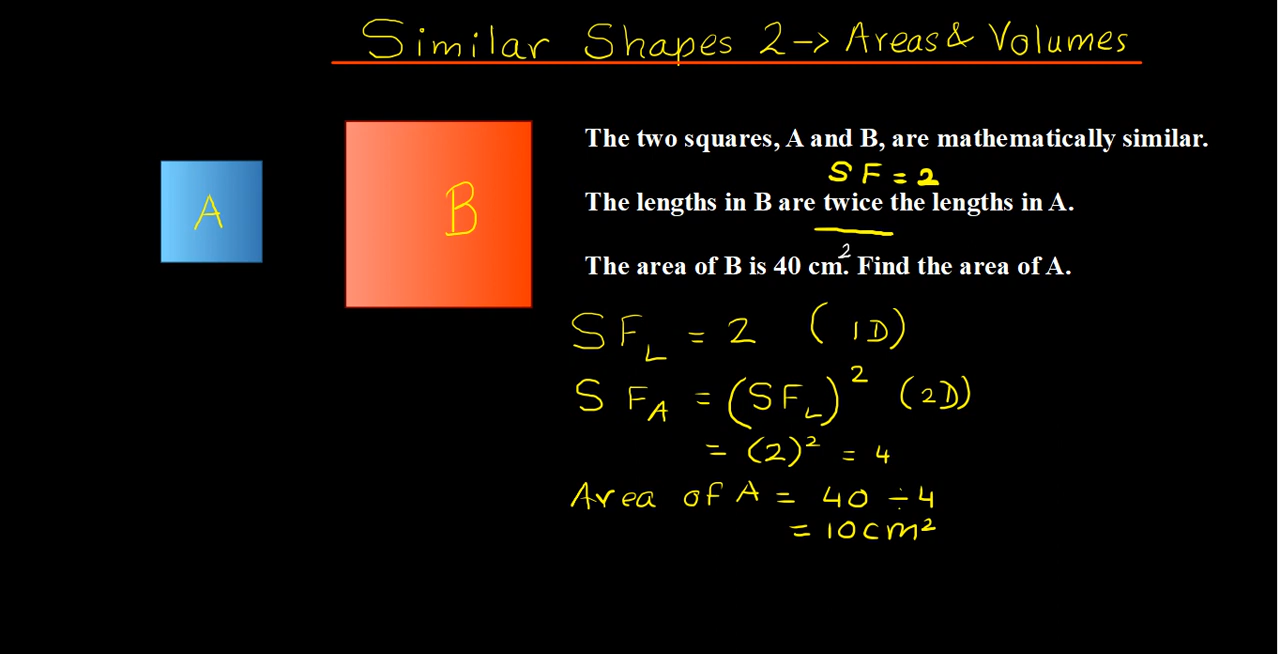 Similar Shapes 2 -> Areas & Volumes
A
B
The two squares, A and B, are mathematically similar.
SF = 2
The lengths in B are twice the lengths in A.
The area of B is 40 cm². Find the area of A.
SF_L = 2 (1D)
SF_A = (SF_L)² (2D)
= (2)² = 4
Area of A = 40 ÷ 4
= 10cm²